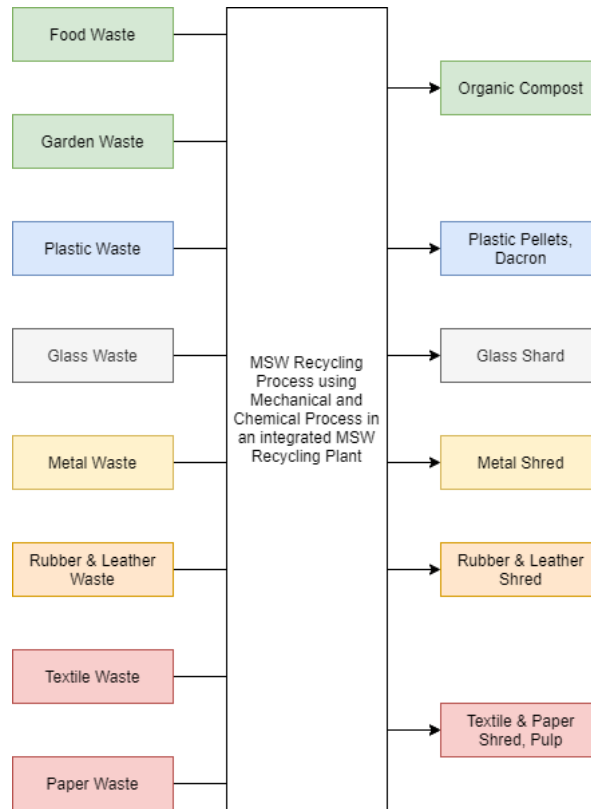 Food Waste
Organic Compost
Garden Waste
Plastic Waste
Plastic Pellets,
Dacron
Glass Waste
MSW Recycling
Process using
Mechanical and
Chemical Process in
an integrated MSW
Recycling Plant
Glass Shard
Metal Waste
Metal Shred
Rubber & Leather
Waste
Rubber & Leather
Shred
Textile Waste
Textile & Paper
Shred, Pulp
Paper Waste